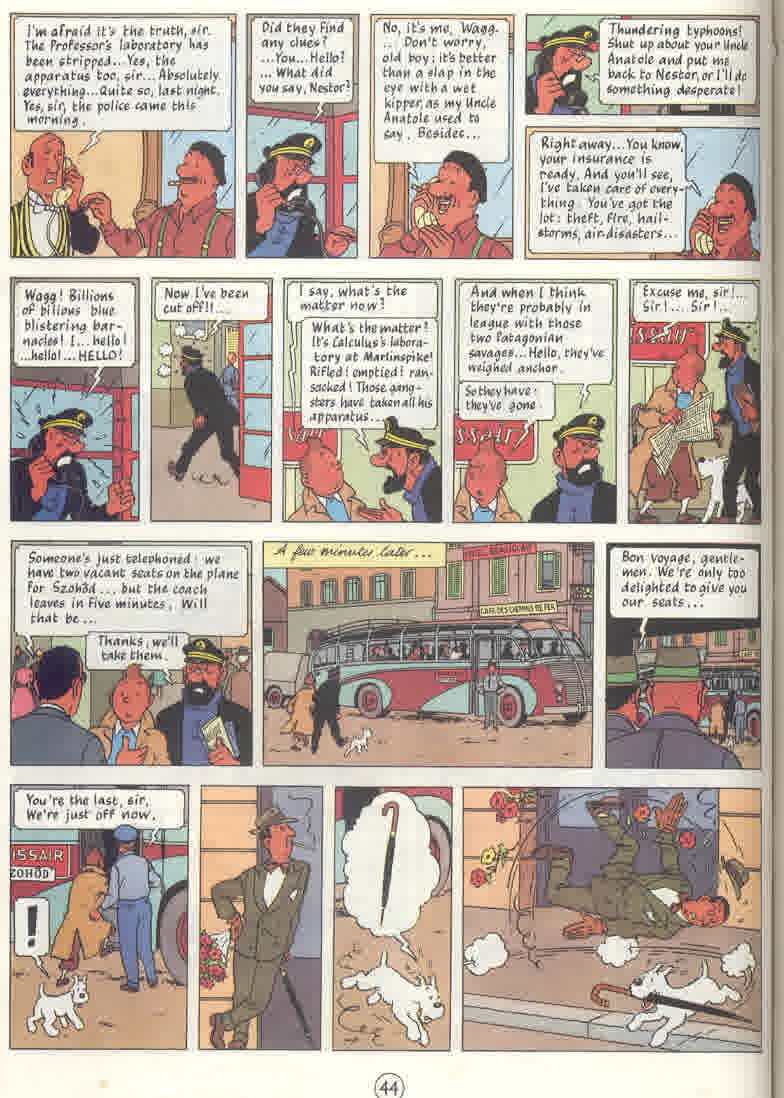 I'm afraid it's the truth, sir.
The Professor's laboratory has
been stripped... Yes, the
apparatus too, sir... Absolutely
everything... Quite so, last night.
Yes, sir, the police came this
morning.
Did they find
any clues?
...You...Hello?
... What did
you say, Nestor?
No, it's me, Wagg.
.. Don't worry,
old boy: it's better
than a slap in the
eye with a wet
kipper, as my Uncle
Anatole used to
say. Besides...
Thundering typhoons!
Shut up about your Uncle
Anatole and put me
back to Nestor, or I'll do
something desperate!
Right away... You know,
your insurance is
ready. And you'll see,
I've taken care of every-
thing. You've got the
lot: theft, fire, hail-
storms, air-disasters...
Wagg! Billions
of bilious blue
blistering bar-
nacles! I... hello!
...hello!... HELLO!
Now I've been
cut off!!...
I say, what's the
matter now?
What's the matter?
It's Calculus's labora-
tory at Marlinspike!
Rifled! emptied! ran-
sacked! Those gang-
sters have taken all his
apparatus...
And when I think
they're probably in
league with those
two Patagonian
savages... Hello, they've
weighed anchor.
So they have:
they've gone.
Excuse me, sir!...
Sir!... Sir!...
Someone's just telephoned: we
have two vacant seats on the plane
for Szohôd... but the coach
leaves in five minutes. Will
that be...
Thanks, we'll
take them.
A few minutes later...
CAFE DES CHEMINS DE FER
Bon voyage, gentle-
men. We're only too
delighted to give you
our seats...
You're the last, sir.
We're just off now.
ISSAIR
ZOHÔD
!
44